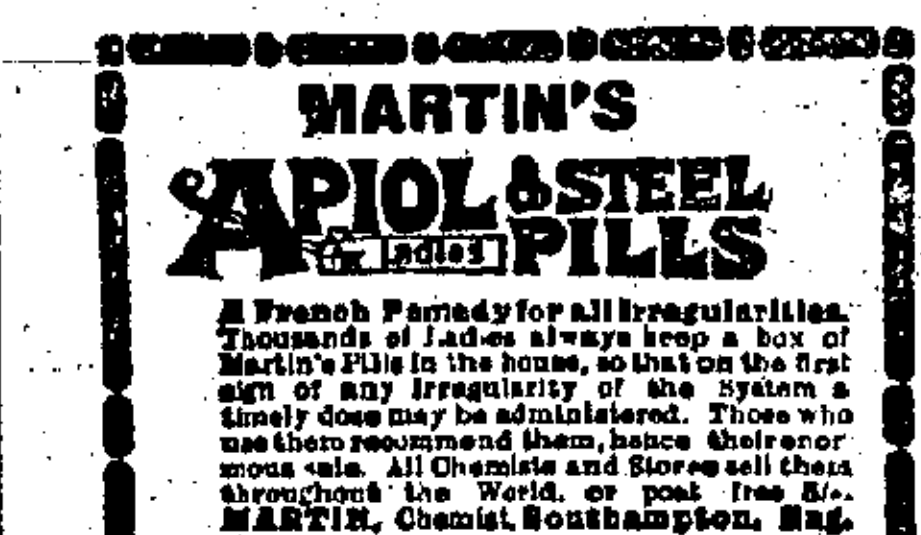 MARTIN'S
APIOL & STEEL
For Ladies PILLS
A French Remedy for all Irregularities.
Thousands of Ladies always keep a box of
Martin's Pills in the house, so that on the first
sign of any Irregularity of the System a
timely dose may be administered. Those who
use them recommend them, hence their enor
mous sale. All Chemists and Stores sell them
throughout the World, or post free 5/-.
MARTIN, Chemist, Southampton, Eng.